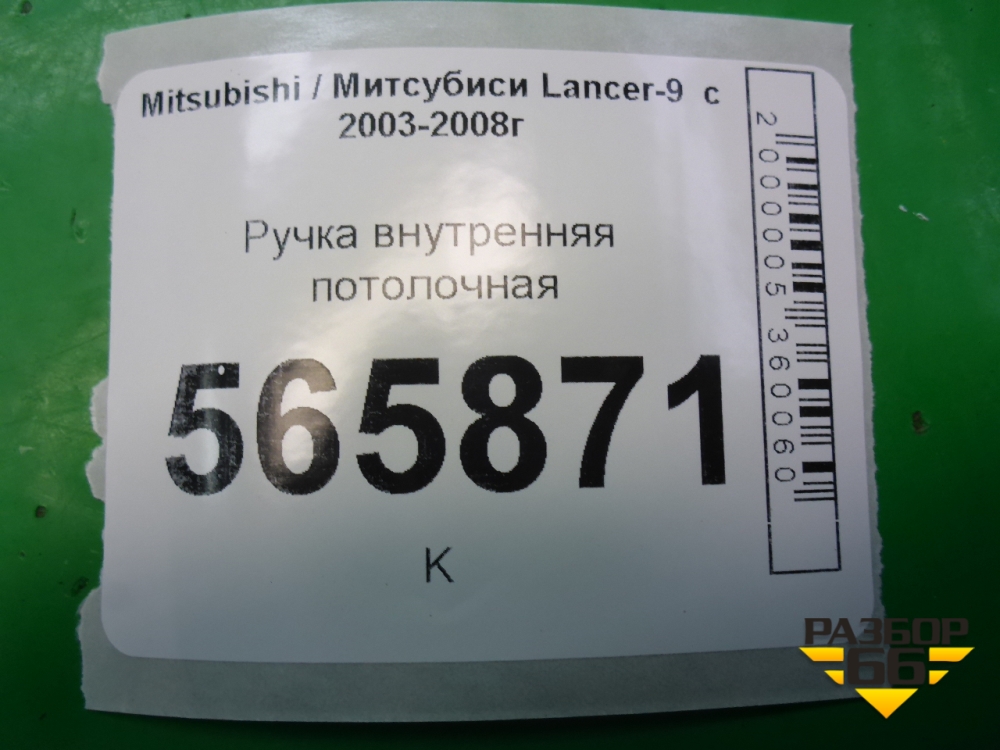 Mitsubishi / Митсубиси Lancer-9 с
2003-2008г
Ручка внутренняя
потолочная
565871
К
2000005360060
РАЗБОР
66